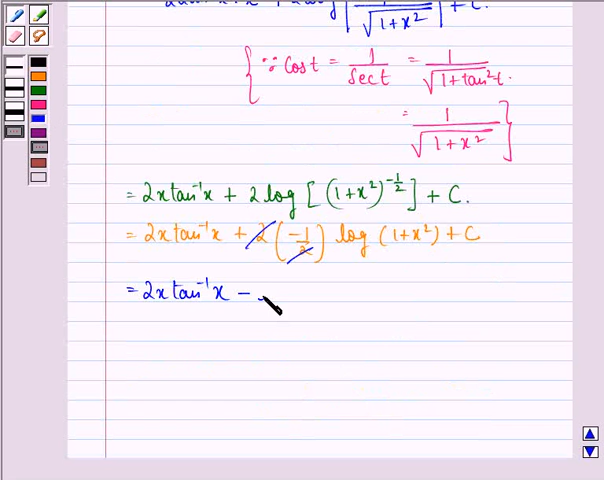 { ∵ cos t = 1/sec t = 1/√(1+tan²t).
= 1/√(1+x²) }
= 2x tan⁻¹x + 2 log [(1+x²)^(-1/2)] + C.
= 2x tan⁻¹x + 2 (-1/2) log (1+x²) + C
= 2x tan⁻¹x −